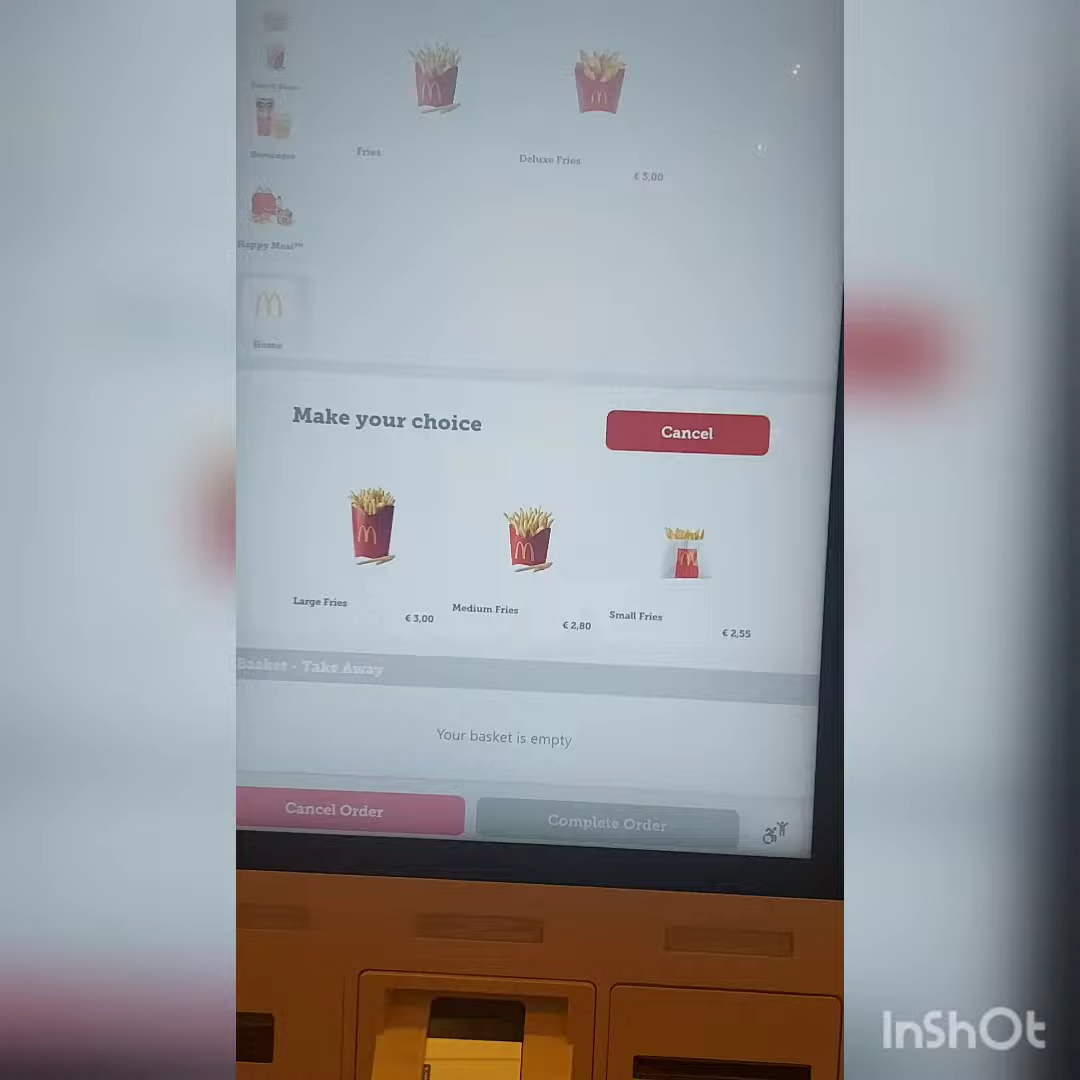 Fries
Deluxe Fries
€ 3,00
Happy Meal™
Home
Make your choice
Cancel
Large Fries
€ 3,00
Medium Fries
€ 2,80
Small Fries
€ 2,55
Basket - Take Away
Your basket is empty
Cancel Order
Complete Order
InShOt